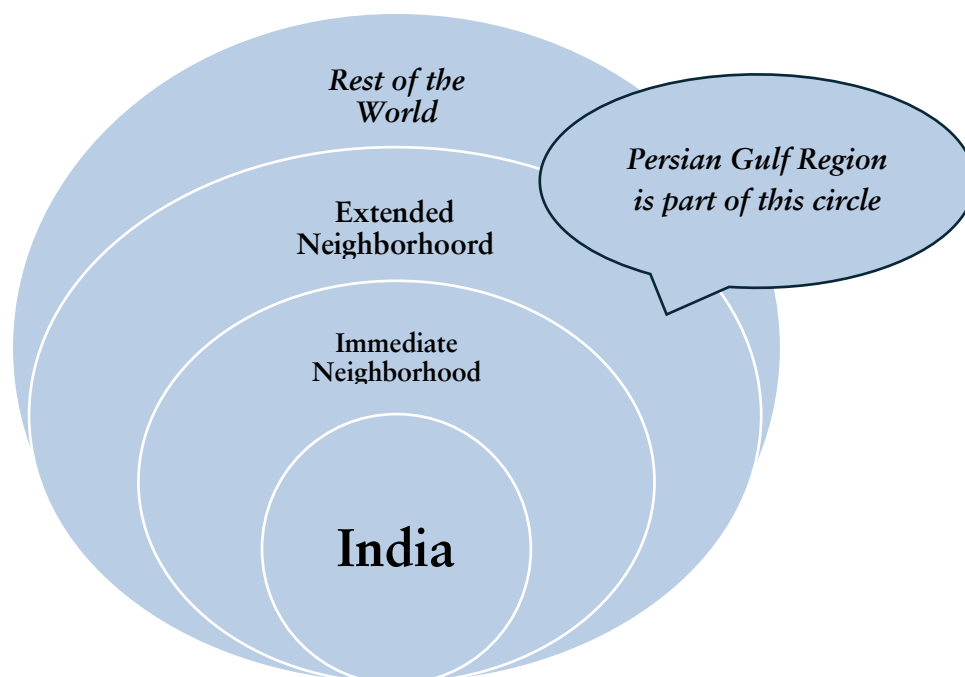 Rest of the
World
Persian Gulf Region
is part of this circle
Extended
Neighborhoord
Immediate
Neighborhood
India